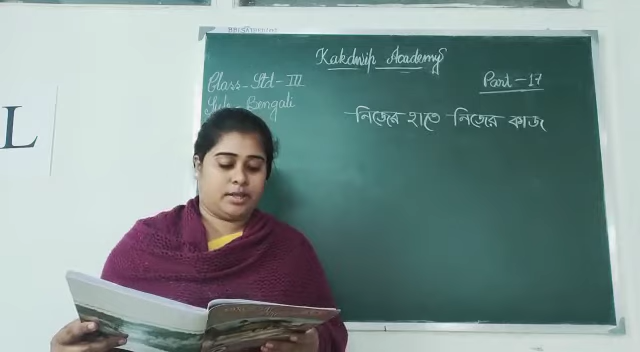 Kakdwip Academy
Class - Std - III
Part - 17
Sub - Bengali
নিজের হাতে নিজের কাজ
L